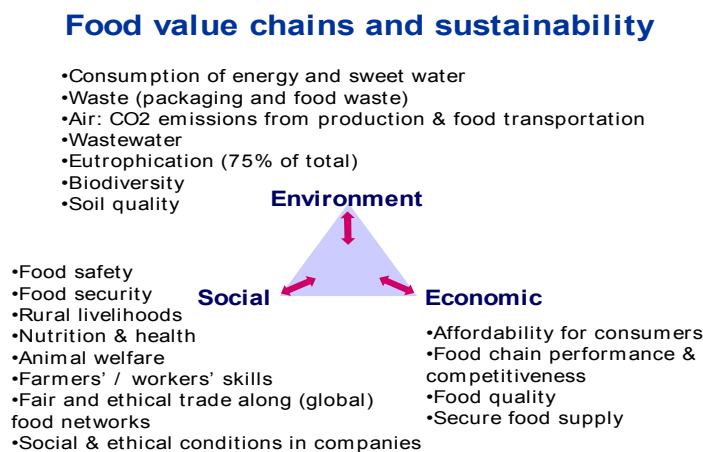 Food value chains and sustainability
•Consumption of energy and sweet water
•Waste (packaging and food waste)
•Air: CO2 emissions from production & food transportation
•Wastewater
•Eutrophication (75% of total)
•Biodiversity
•Soil quality
Environment
•Food safety
•Food security
•Rural livelihoods
•Nutrition & health
•Animal welfare
•Farmers' / workers' skills
•Fair and ethical trade along (global)
food networks
•Social & ethical conditions in companies
Social
Economic
•Affordability for consumers
•Food chain performance &
competitiveness
•Food quality
•Secure food supply